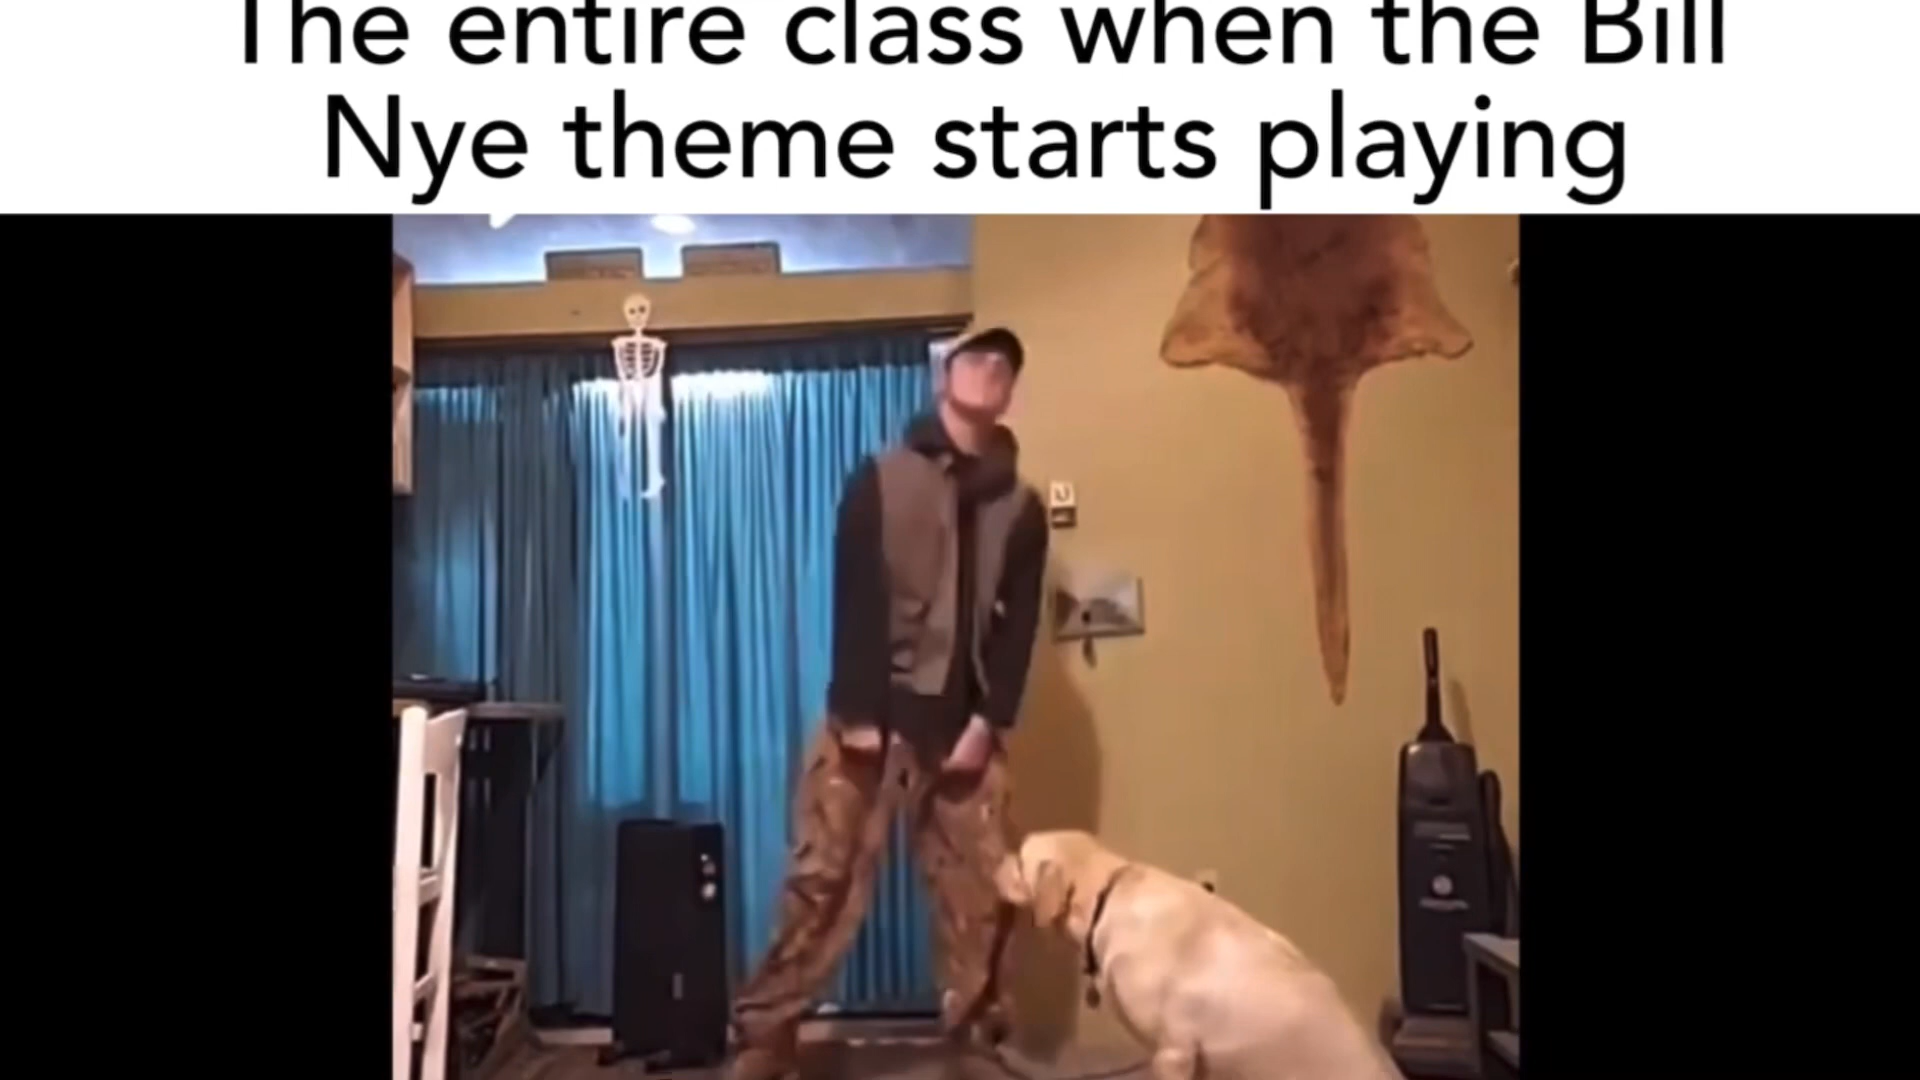 The entire class when the Bill
Nye theme starts playing